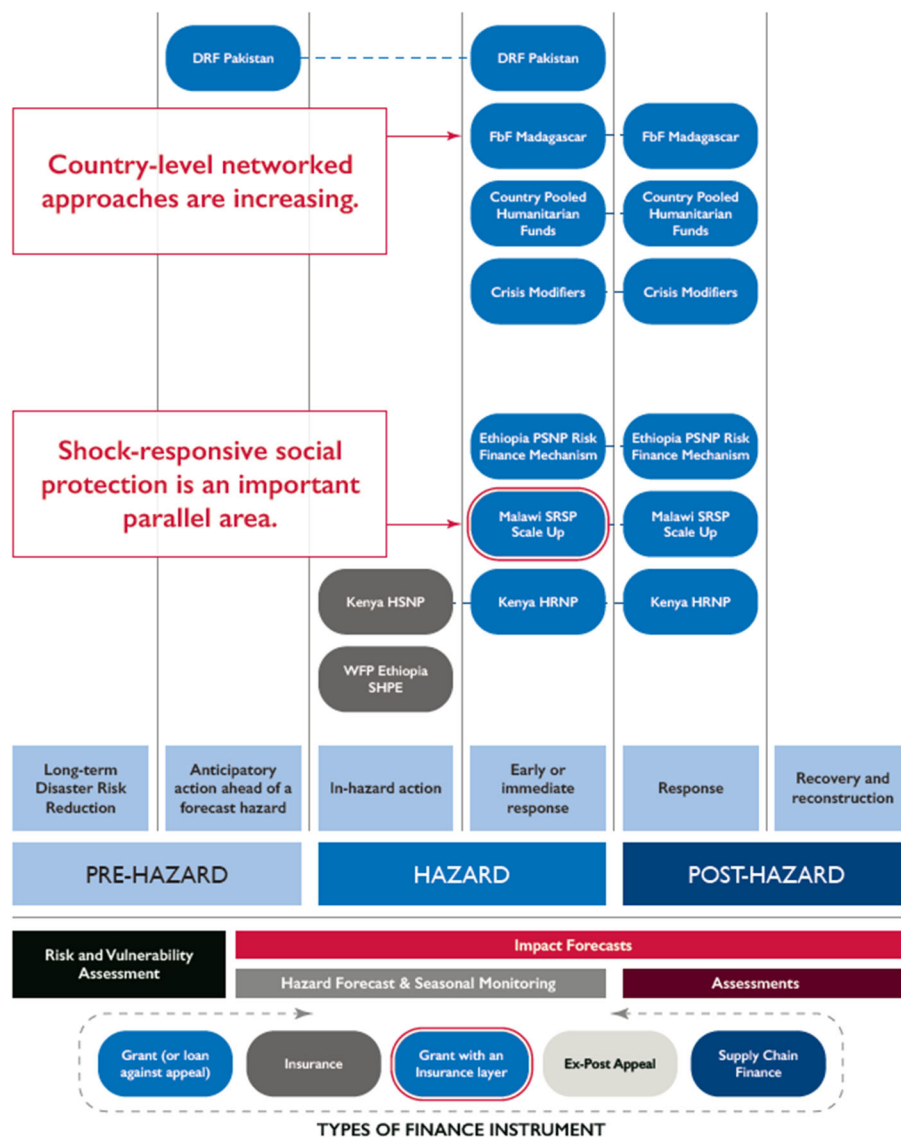 DRF Pakistan
DRF Pakistan
Country-level networked
approaches are increasing.
FbF Madagascar
FbF Madagascar
Country Pooled
Humanitarian
Funds
Country Pooled
Humanitarian
Funds
Crisis Modifiers
Crisis Modifiers
Shock-responsive social
protection is an important
parallel area.
Ethiopia PSNP Risk
Finance Mechanism
Ethiopia PSNP Risk
Finance Mechanism
Malawi SRSP
Scale Up
Malawi SRSP
Scale Up
Kenya HSNP
Kenya HRNP
Kenya HRNP
WFP Ethiopia
SHPE
Long-term
Disaster Risk
Reduction
Anticipatory
action ahead of a
forecast hazard
In-hazard action
Early or
immediate
response
Response
Recovery and
reconstruction
PRE-HAZARD
HAZARD
POST-HAZARD
Risk and Vulnerability
Assessment
Impact Forecasts
Hazard Forecast & Seasonal Monitoring
Assessments
Grant (or loan
against appeal)
Insurance
Grant with an
Insurance layer
Ex-Post Appeal
Supply Chain
Finance
TYPES OF FINANCE INSTRUMENT